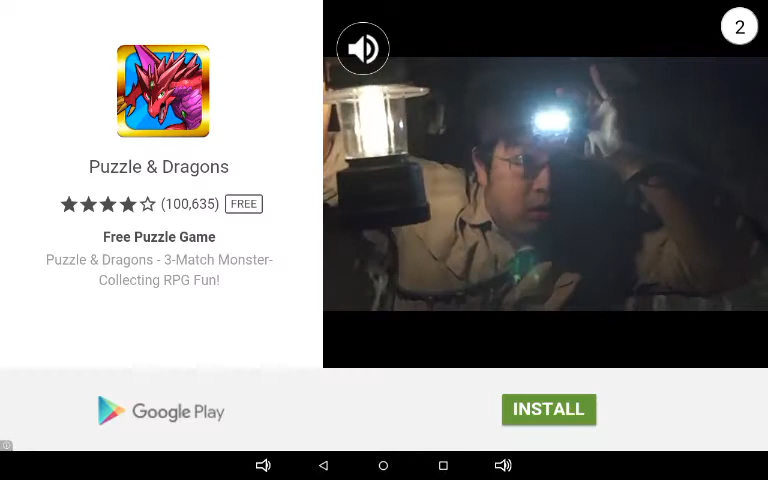 2
Puzzle & Dragons
(100,635) FREE
Free Puzzle Game
Puzzle & Dragons - 3-Match Monster-
Collecting RPG Fun!
Google Play
INSTALL